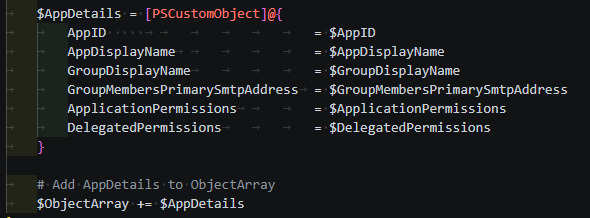 $AppDetails = [PSCustomObject]@{
AppID = $AppID
AppDisplayName = $AppDisplayName
GroupDisplayName = $GroupDisplayName
GroupMembersPrimarySmtpAddress = $GroupMembersPrimarySmtpAddress
ApplicationPermissions = $ApplicationPermissions
DelegatedPermissions = $DelegatedPermissions
}
# Add AppDetails to ObjectArray
$ObjectArray += $AppDetails